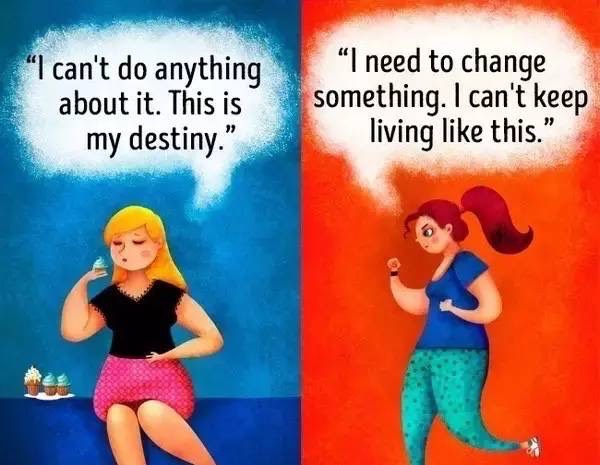 “I can't do anything
about it. This is
my destiny.”
“I need to change
something. I can't keep
living like this.”